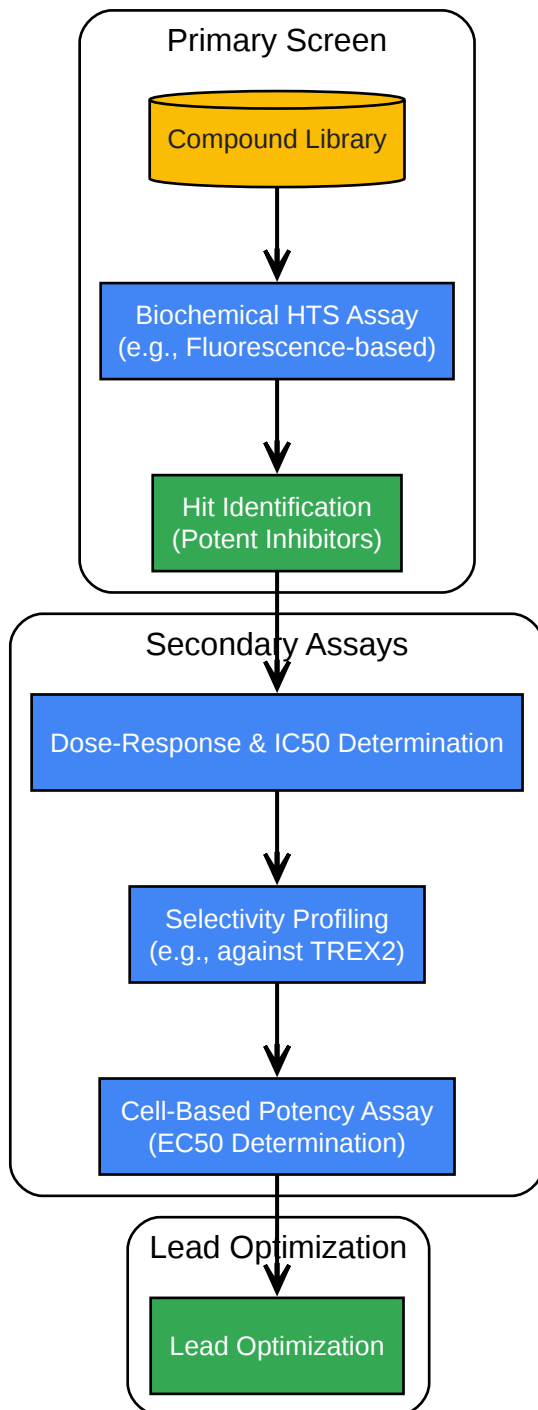 Primary Screen
Compound Library
Biochemical HTS Assay
(e.g., Fluorescence-based)
Hit Identification
(Potent Inhibitors)
Secondary Assays
Dose-Response & IC50 Determination
Selectivity Profiling
(e.g., against TREX2)
Cell-Based Potency Assay
(EC50 Determination)
Lead Optimization
Lead Optimization